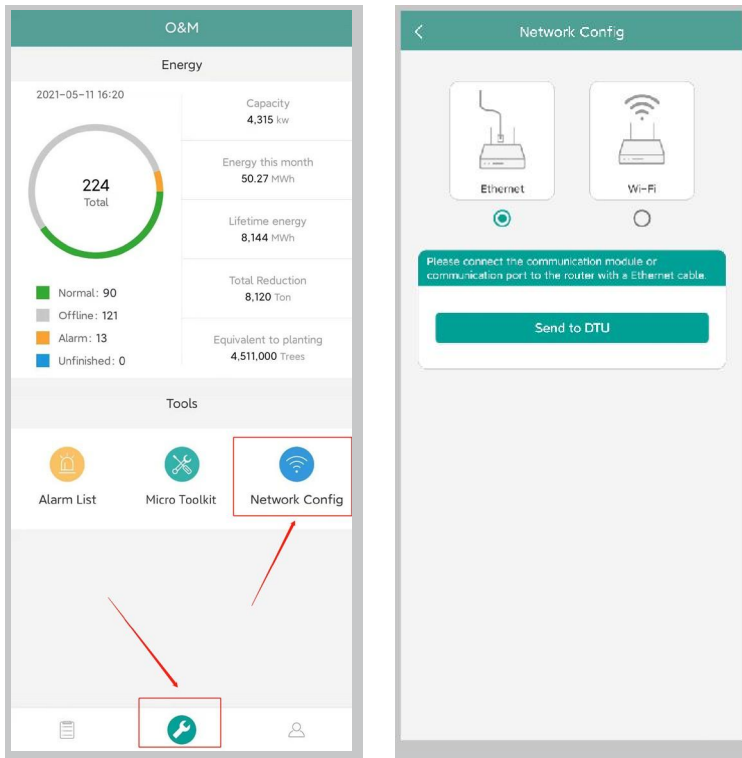 O&M
Energy
2021-05-11 16:20
224
Total
Normal: 90
Offline: 121
Alarm: 13
Unfinished: 0
Capacity
4,315 kw
Energy this month
50.27 MWh
Lifetime energy
8,144 MWh
Total Reduction
8,120 Ton
Equivalent to planting
4,511,000 Trees
Tools
Alarm List
Micro Toolkit
Network Config
Network Config
Ethernet
Wi-Fi
Please connect the communication module or
communication port to the router with a Ethernet cable.
Send to DTU